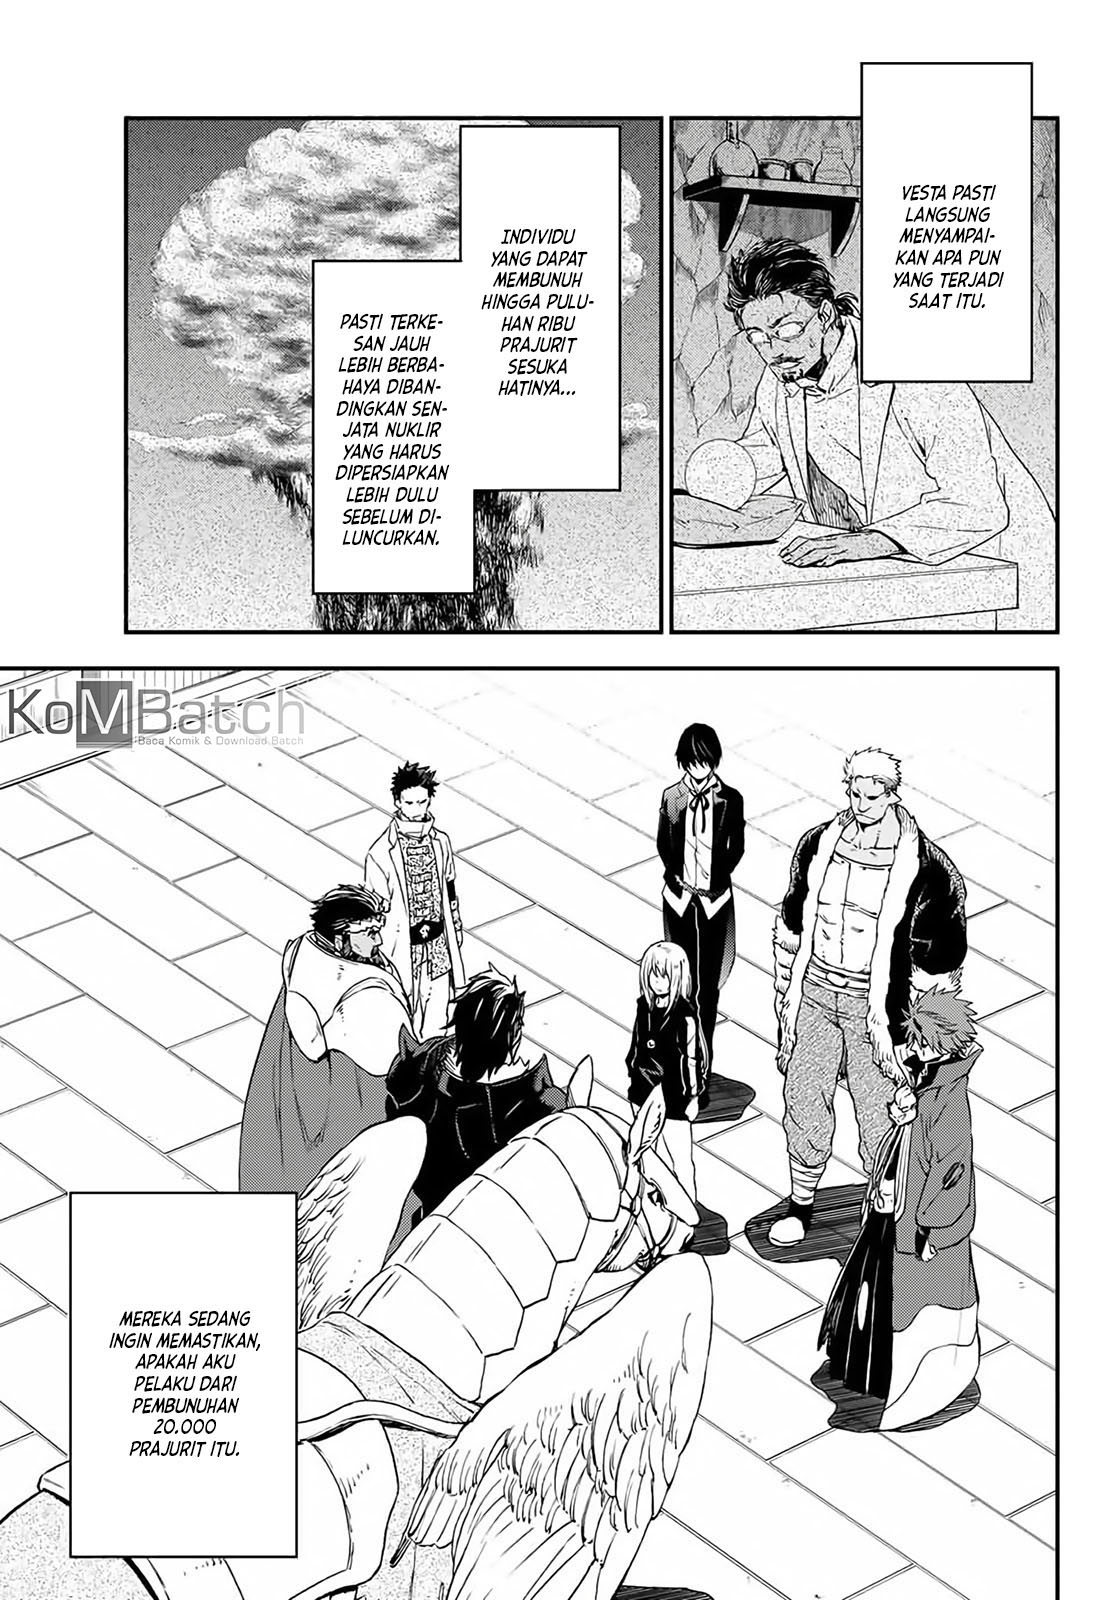 VESTA PASTI
LANGSUNG
MENYAMPAI-
KAN APA PUN
YANG TERJADI
SAAT ITU.
INDIVIDU
YANG DAPAT
MEMBUNUH
HINGGA PULU-
HAN RIBU
PRAJURIT
SESUKA
HATINYA...
PASTI TERKE-
SAN JAUH
LEBIH BERBA-
HAYA DIBAN-
DINGKAN SEN-
JATA NUKLIR
YANG HARUS
DIPERSIAPKAN
LEBIH DULU
SEBELUM DI-
LUNCURKAN.
KoMBatch
Baca Komik & Download Batch
MEREKA SEDANG
INGIN MEMASTIKAN,
APAKAH AKU
PELAKU DARI
PEMBUNUHAN
20.000
PRAJURIT ITU.